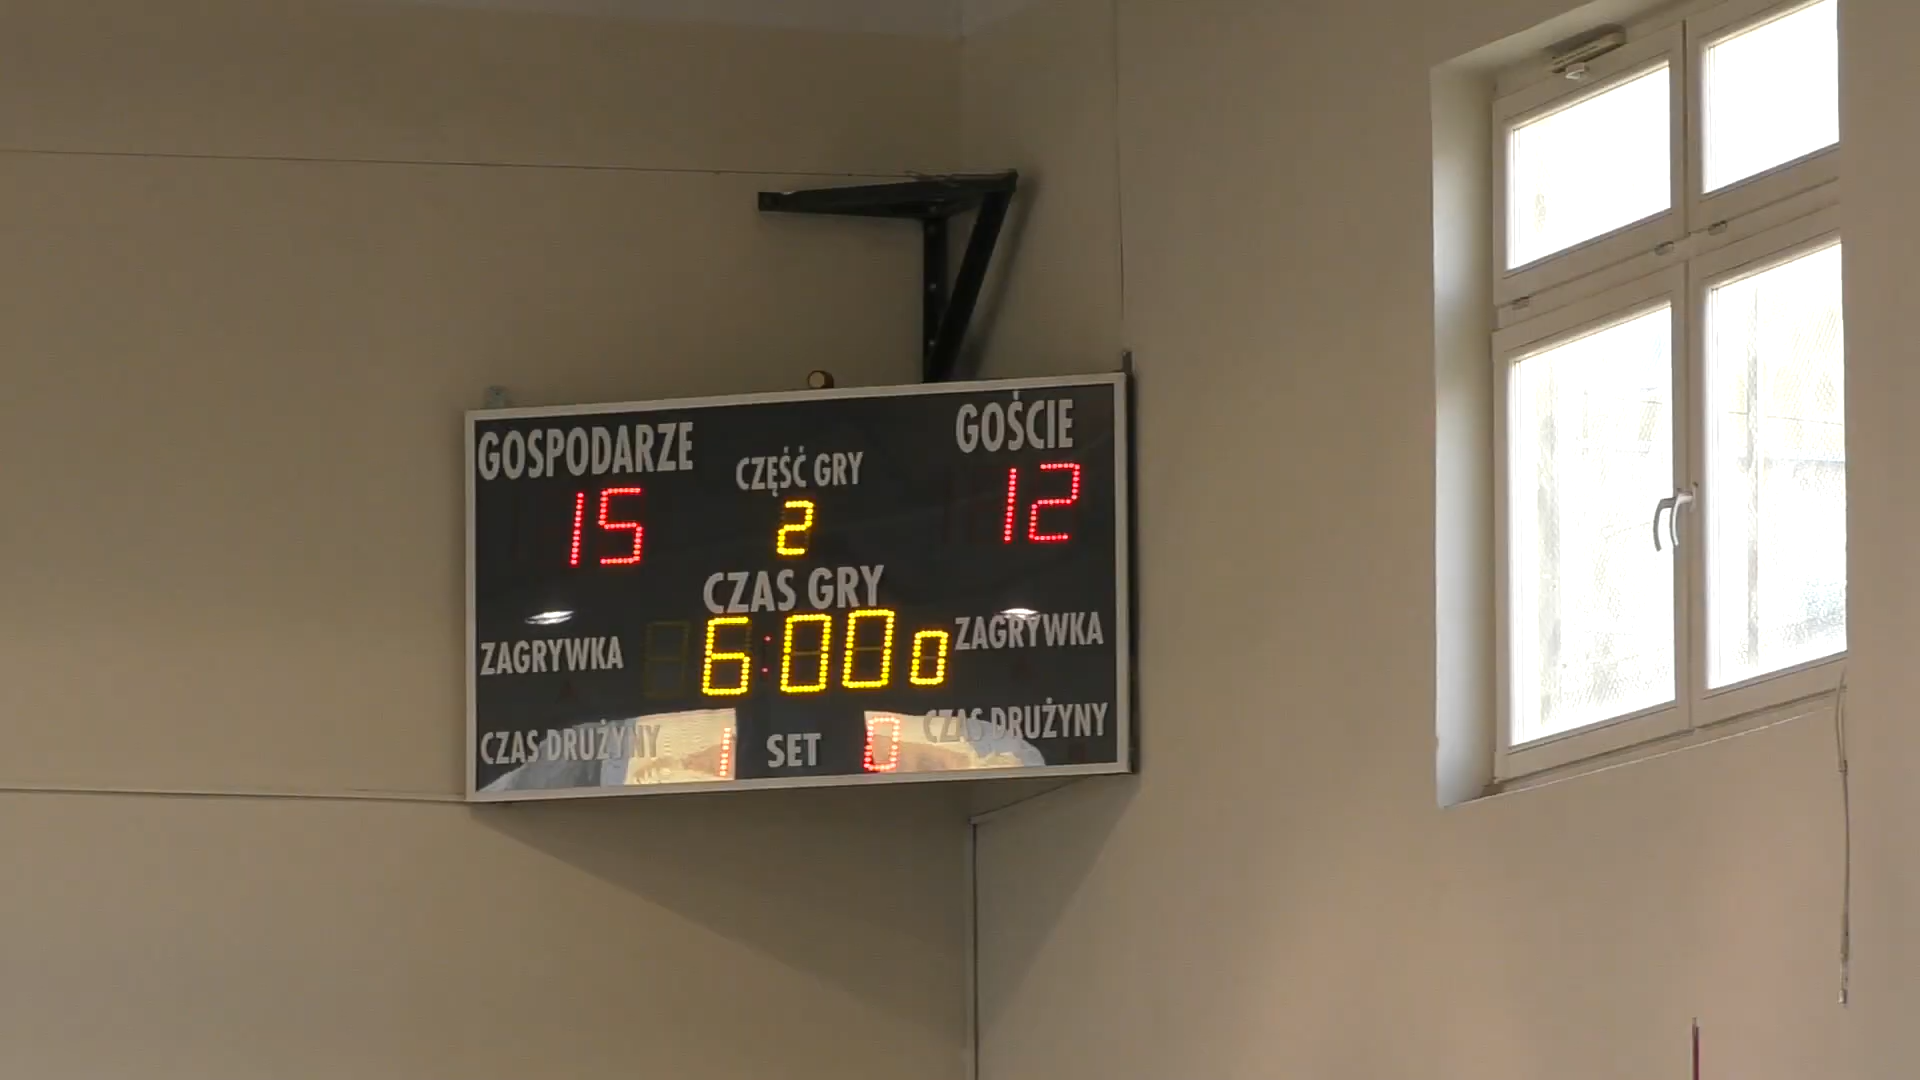 GOSPODARZE
GOŚCIE
CZĘŚĆ GRY
15
2
12
CZAS GRY
ZAGRYWKA
6:00 0
ZAGRYWKA
CZAS DRUŻYNY
1
SET
0
CZAS DRUŻYNY